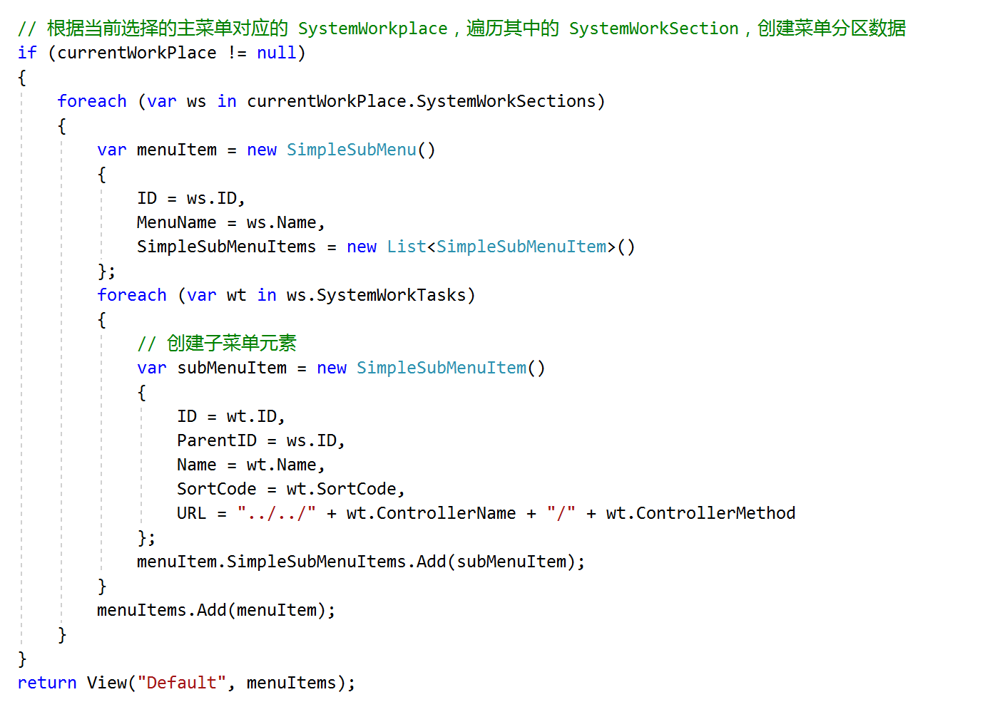 // 根据当前选择的主菜单对应的 SystemWorkplace，遍历其中的 SystemWorkSection，创建菜单分区数据
if (currentWorkPlace != null)
{
    foreach (var ws in currentWorkPlace.SystemWorkSections)
    {
        var menuItem = new SimpleSubMenu()
        {
            ID = ws.ID,
            MenuName = ws.Name,
            SimpleSubMenuItems = new List<SimpleSubMenuItem>()
        };
        foreach (var wt in ws.SystemWorkTasks)
        {
            // 创建子菜单元素
            var subMenuItem = new SimpleSubMenuItem()
            {
                ID = wt.ID,
                ParentID = ws.ID,
                Name = wt.Name,
                SortCode = wt.SortCode,
                URL = "../../" + wt.ControllerName + "/" + wt.ControllerMethod
            };
            menuItem.SimpleSubMenuItems.Add(subMenuItem);
        }
        menuItems.Add(menuItem);
    }
}
return View("Default", menuItems);